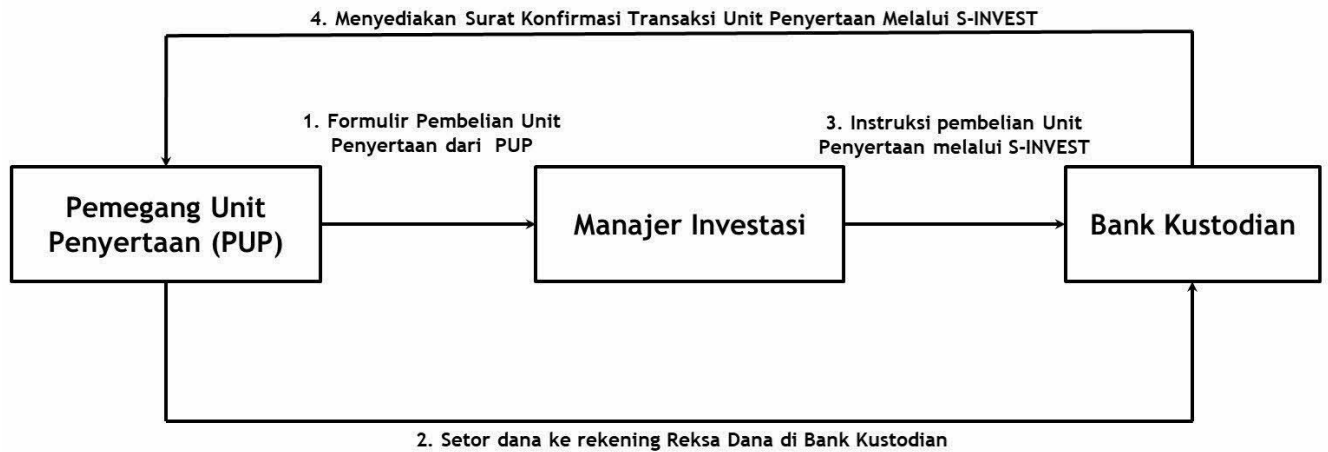 4. Menyediakan Surat Konfirmasi Transaksi Unit Penyertaan Melalui S-INVEST
1. Formulir Pembelian Unit
Penyertaan dari PUP
3. Instruksi pembelian Unit
Penyertaan melalui S-INVEST
Pemegang Unit
Penyertaan (PUP)
Manajer Investasi
Bank Kustodian
2. Setor dana ke rekening Reksa Dana di Bank Kustodian